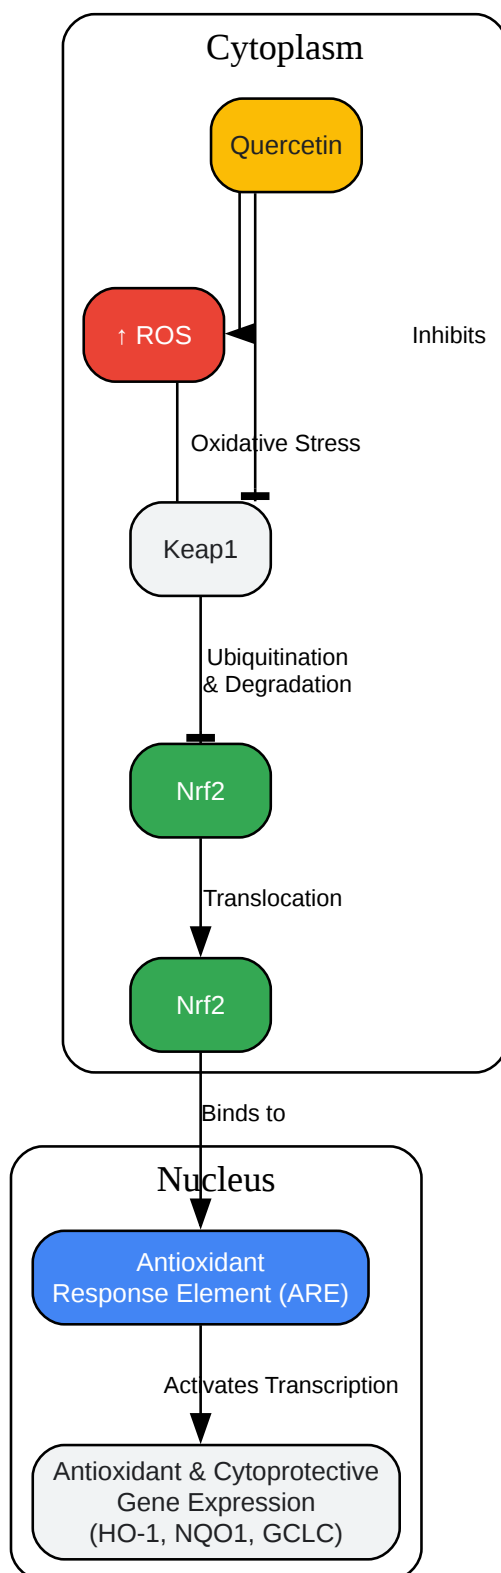 Cytoplasm
Quercetin
↑ ROS
Inhibits
Oxidative Stress
Keap1
Ubiquitination
& Degradation
Nrf2
Translocation
Nrf2
Binds to
Nucleus
Antioxidant
Response Element (ARE)
Activates Transcription
Antioxidant & Cytoprotective
Gene Expression
(HO-1, NQO1, GCLC)